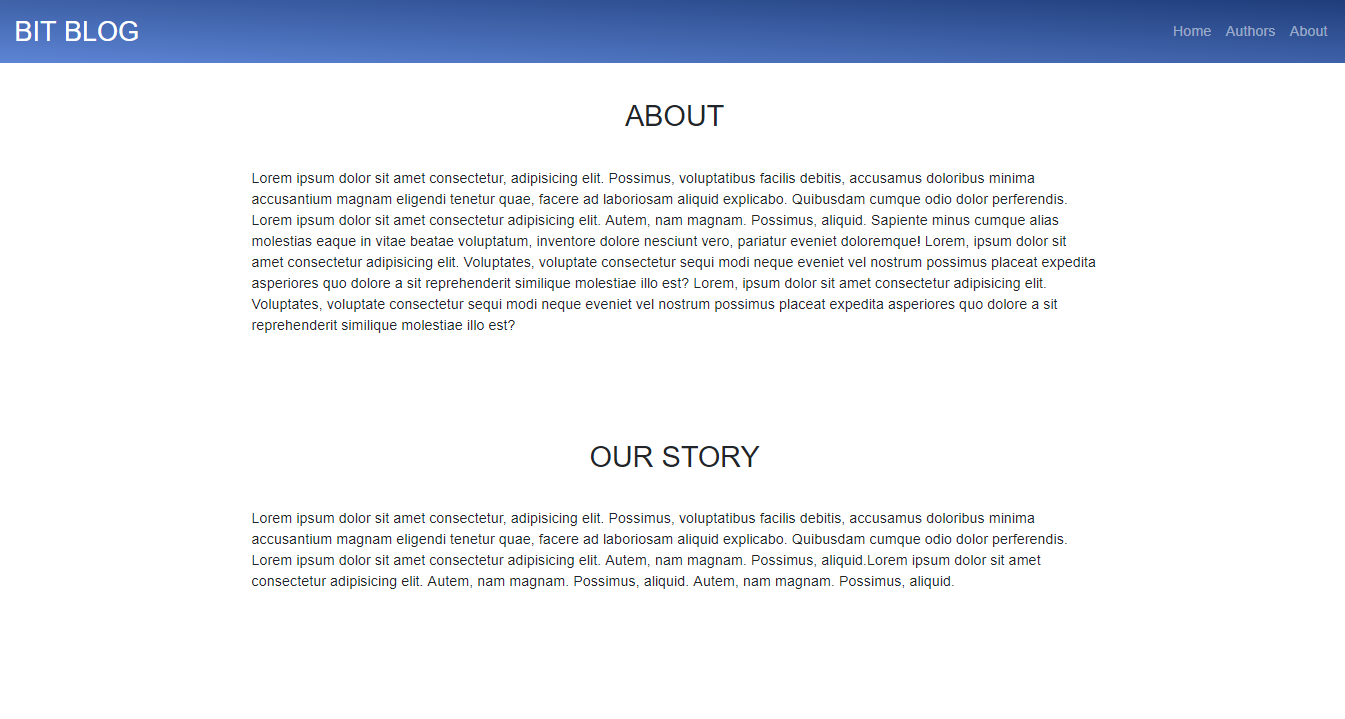 BIT BLOG
Home Authors About
ABOUT
Lorem ipsum dolor sit amet consectetur, adipisicing elit. Possimus, voluptatibus facilis debitis, accusamus doloribus minima
accusantium magnam eligendi tenetur quae, facere ad laboriosam aliquid explicabo. Quibusdam cumque odio dolor perferendis.
Lorem ipsum dolor sit amet consectetur adipisicing elit. Autem, nam magnam. Possimus, aliquid. Sapiente minus cumque alias
molestias eaque in vitae beatae voluptatum, inventore dolore nesciunt vero, pariatur eveniet doloremque! Lorem, ipsum dolor sit
amet consectetur adipisicing elit. Voluptates, voluptate consectetur sequi modi neque eveniet vel nostrum possimus placeat expedita
asperiores quo dolore a sit reprehenderit similique molestiae illo est? Lorem, ipsum dolor sit amet consectetur adipisicing elit.
Voluptates, voluptate consectetur sequi modi neque eveniet vel nostrum possimus placeat expedita asperiores quo dolore a sit
reprehenderit similique molestiae illo est?
OUR STORY
Lorem ipsum dolor sit amet consectetur, adipisicing elit. Possimus, voluptatibus facilis debitis, accusamus doloribus minima
accusantium magnam eligendi tenetur quae, facere ad laboriosam aliquid explicabo. Quibusdam cumque odio dolor perferendis.
Lorem ipsum dolor sit amet consectetur adipisicing elit. Autem, nam magnam. Possimus, aliquid.Lorem ipsum dolor sit amet
consectetur adipisicing elit. Autem, nam magnam. Possimus, aliquid. Autem, nam magnam. Possimus, aliquid.